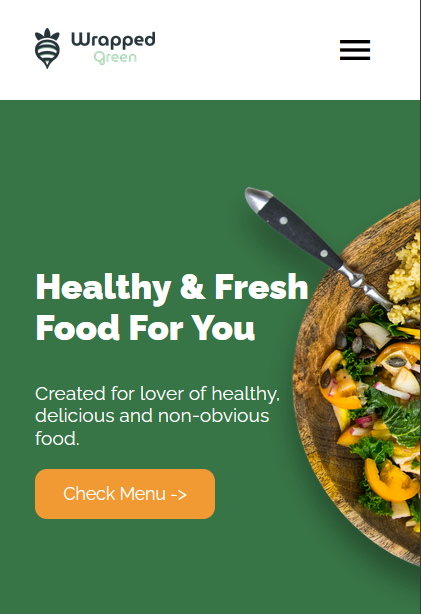 Wrapped
Green
Healthy & Fresh
Food For You
Created for lover of healthy,
delicious and non-obvious
food.
Check Menu ->